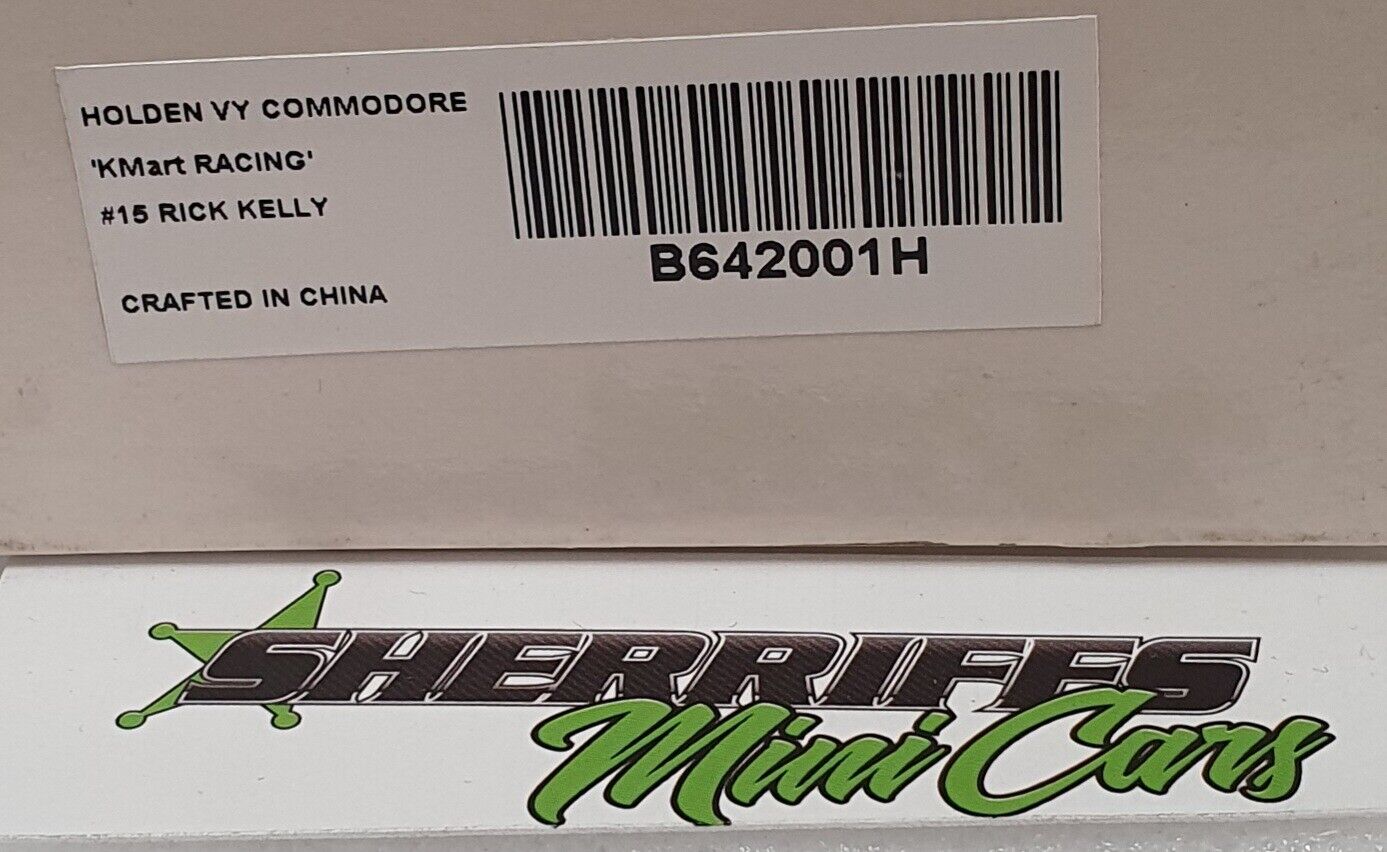 HOLDEN VY COMMODORE
'KMart RACING'
#15 RICK KELLY
CRAFTED IN CHINA
B642001H
SHERRIFFS
Mini Cars